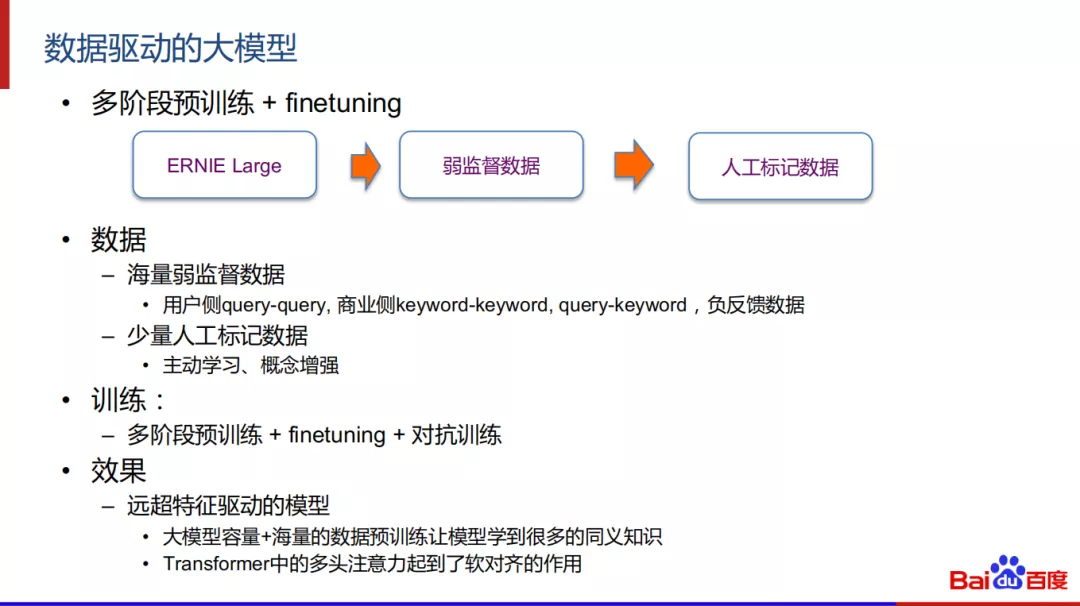 数据驱动的大模型
• 多阶段预训练 + finetuning
ERNIE Large
弱监督数据
人工标记数据
• 数据
– 海量弱监督数据
• 用户侧query-query, 商业侧keyword-keyword, query-keyword，负反馈数据
– 少量人工标记数据
• 主动学习、概念增强
• 训练：
– 多阶段预训练 + finetuning + 对抗训练
• 效果
– 远超特征驱动的模型
• 大模型容量+海量的数据预训练让模型学到很多的同义知识
• Transformer中的多头注意力起到了软对齐的作用
Bai du 百度